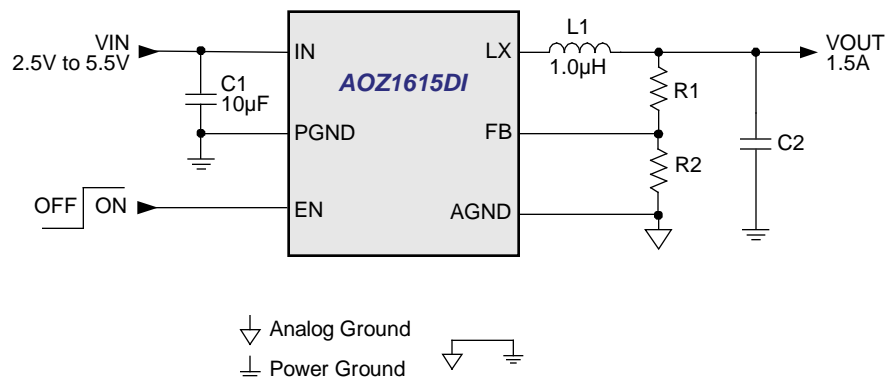 VIN
2.5V to 5.5V
C1
10µF
IN
PGND
EN
AOZ1615DI
LX
FB
AGND
L1
1.0µH
R1
R2
C2
VOUT
1.5A
OFF
ON
Analog Ground
Power Ground